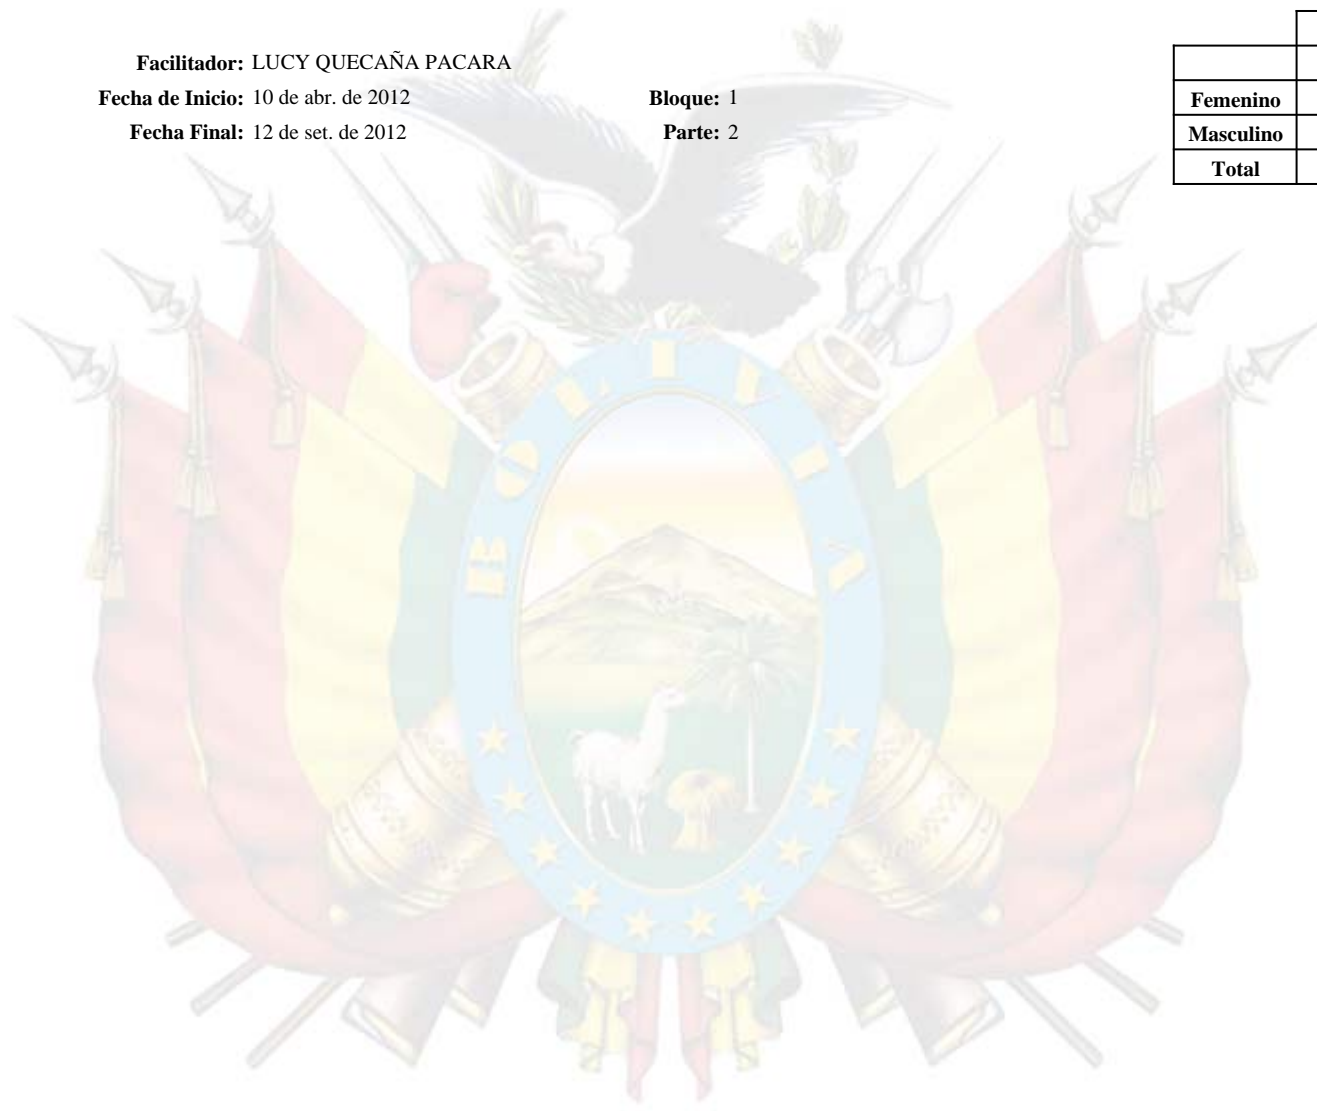 Facilitador: LUCY QUECAÑA PACARA
Fecha de Inicio: 10 de abr. de 2012 Bloque: 1
Fecha Final: 12 de set. de 2012 Parte: 2
Femenino
Masculino
Total
BOLIVIA